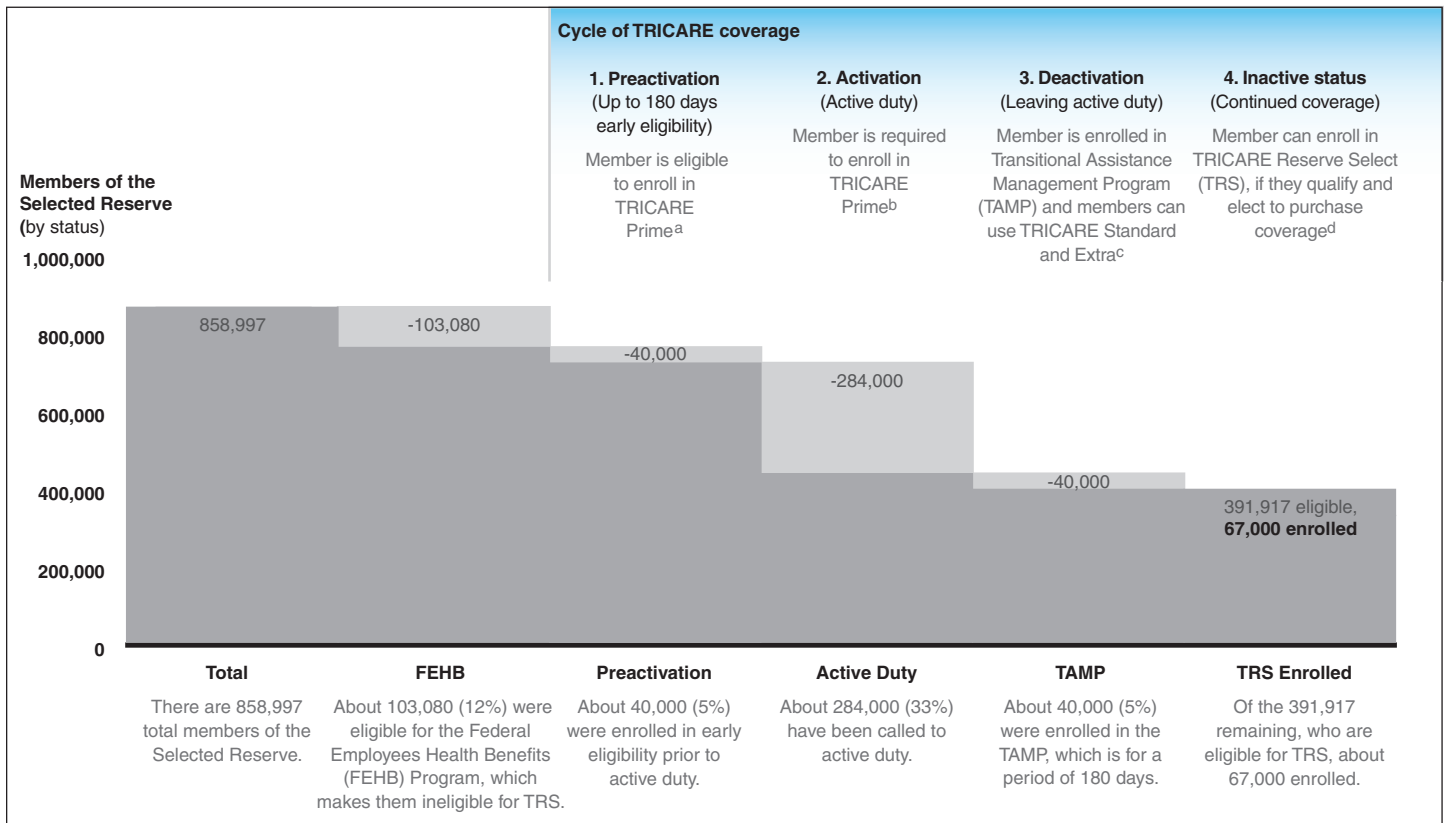 Cycle of TRICARE coverage
1. Preactivation
(Up to 180 days
early eligibility)
Member is eligible
to enroll in
TRICARE
Primea
2. Activation
(Active duty)
Member is required
to enroll in
TRICARE
Primeb
3. Deactivation
(Leaving active duty)
Member is enrolled in
Transitional Assistance
Management Program
(TAMP) and members can
use TRICARE Standard
and Extrac
4. Inactive status
(Continued coverage)
Member can enroll in
TRICARE Reserve Select
(TRS), if they qualify and
elect to purchase
coveraged
Members of the
Selected Reserve
(by status)
1,000,000
800,000
600,000
400,000
200,000
0
858,997
-103,080
-40,000
-284,000
-40,000
391,917 eligible,
67,000 enrolled
Total
There are 858,997
total members of the
Selected Reserve.
FEHB
About 103,080 (12%) were
eligible for the Federal
Employees Health Benefits
(FEHB) Program, which
makes them ineligible for TRS.
Preactivation
About 40,000 (5%)
were enrolled in early
eligibility prior to
active duty.
Active Duty
About 284,000 (33%)
have been called to
active duty.
TAMP
About 40,000 (5%)
were enrolled in the
TAMP, which is for a
period of 180 days.
TRS Enrolled
Of the 391,917
remaining, who are
eligible for TRS, about
67,000 enrolled.